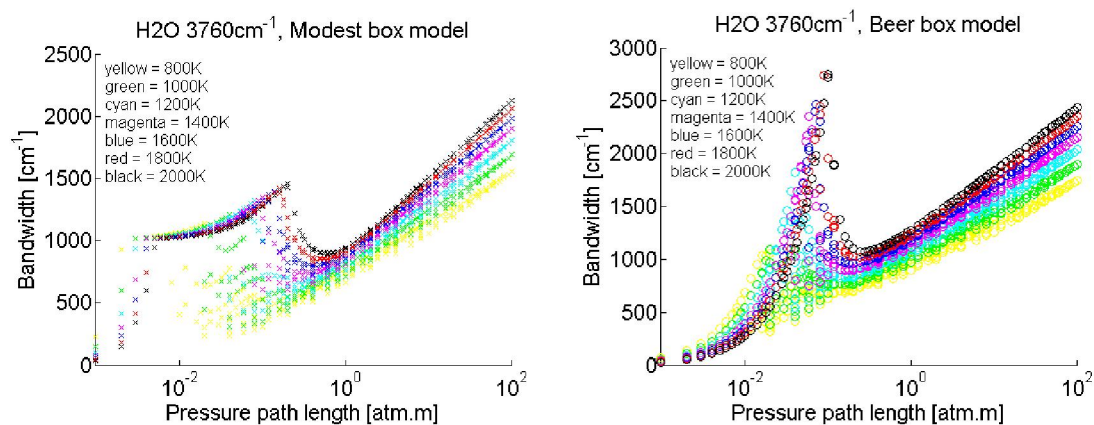 H2O 3760cm-1, Modest box model
2500
2000
1500
1000
500
0
yellow = 800K
green = 1000K
cyan = 1200K
magenta = 1400K
blue = 1600K
red = 1800K
black = 2000K
Bandwidth [cm-1]
10-2
100
102
Pressure path length [atm.m]
H2O 3760cm-1, Beer box model
3000
2500
2000
1500
1000
500
0
yellow = 800K
green = 1000K
cyan = 1200K
magenta = 1400K
blue = 1600K
red = 1800K
black = 2000K
Bandwidth [cm-1]
10-2
100
102
Pressure path length [atm.m]